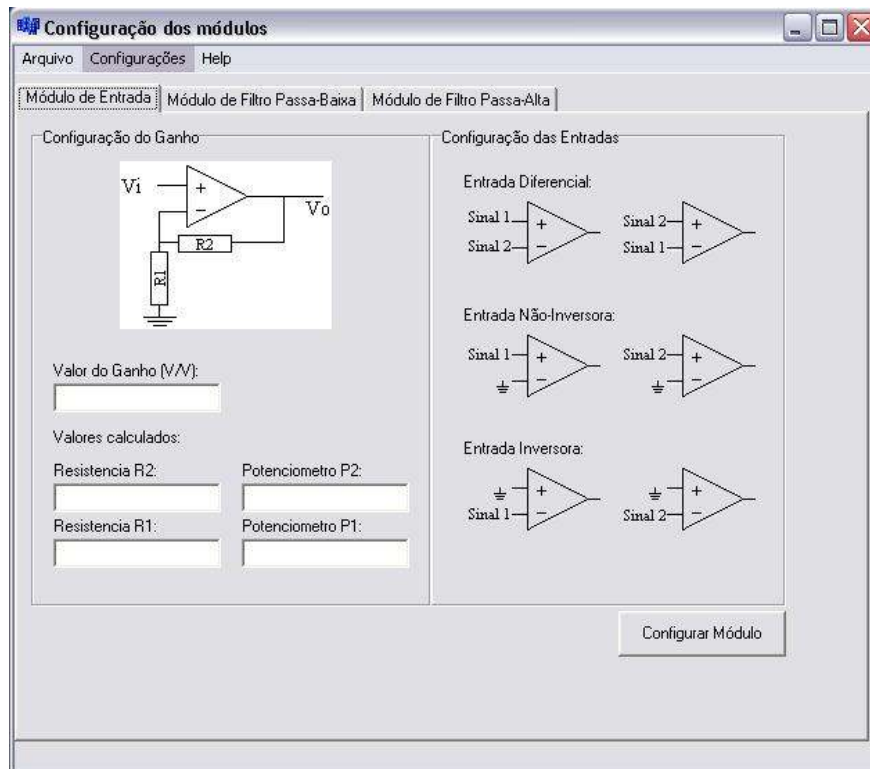 Configuração dos módulos
Arquivo Configurações Help
Módulo de Entrada Módulo de Filtro Passa-Baixa Módulo de Filtro Passa-Alta
Configuração do Ganho
Vi
+
−
Vo
R2
R1
Valor do Ganho (V/V):
Valores calculados:
Resistencia R2: Potenciometro P2:
Resistencia R1: Potenciometro P1:
Configuração das Entradas
Entrada Diferencial:
Sinal 1 + Sinal 2 +
Sinal 2 − Sinal 1 −
Entrada Não-Inversora:
Sinal 1 + Sinal 2 +
− −
Entrada Inversora:
+ +
Sinal 1 − Sinal 2 −
Configurar Módulo